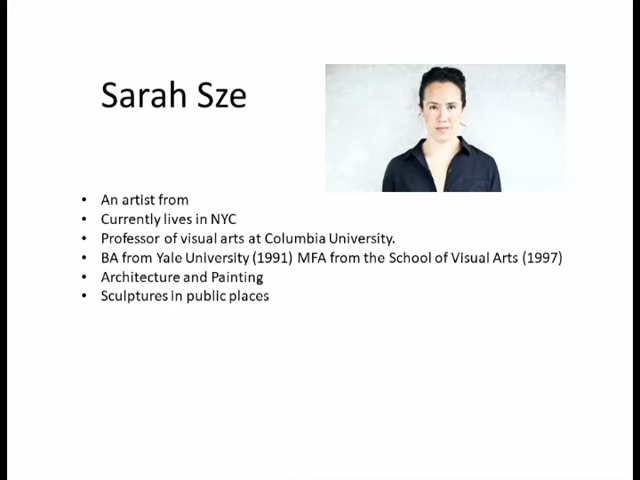 Sarah Sze
• An artist from
• Currently lives in NYC
• Professor of visual arts at Columbia University.
• BA from Yale University (1991) MFA from the School of Visual Arts (1997)
• Architecture and Painting
• Sculptures in public places